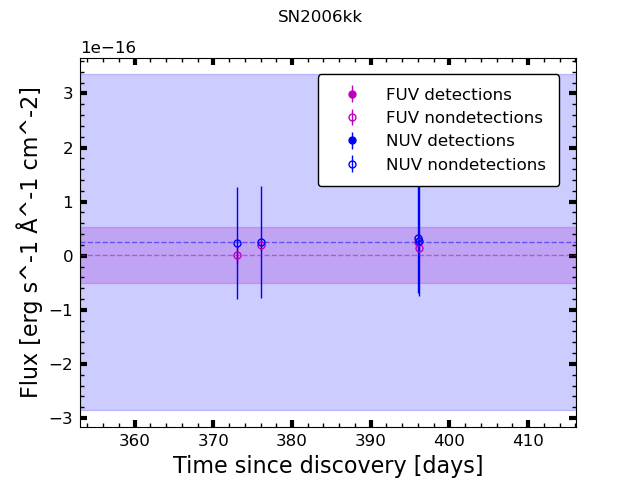 SN2006kk
1e−16
3
2
1
0
−1
−2
−3
Flux [erg s^-1 Å^-1 cm^-2]
FUV detections
FUV nondetections
NUV detections
NUV nondetections
360 370 380 390 400 410
Time since discovery [days]